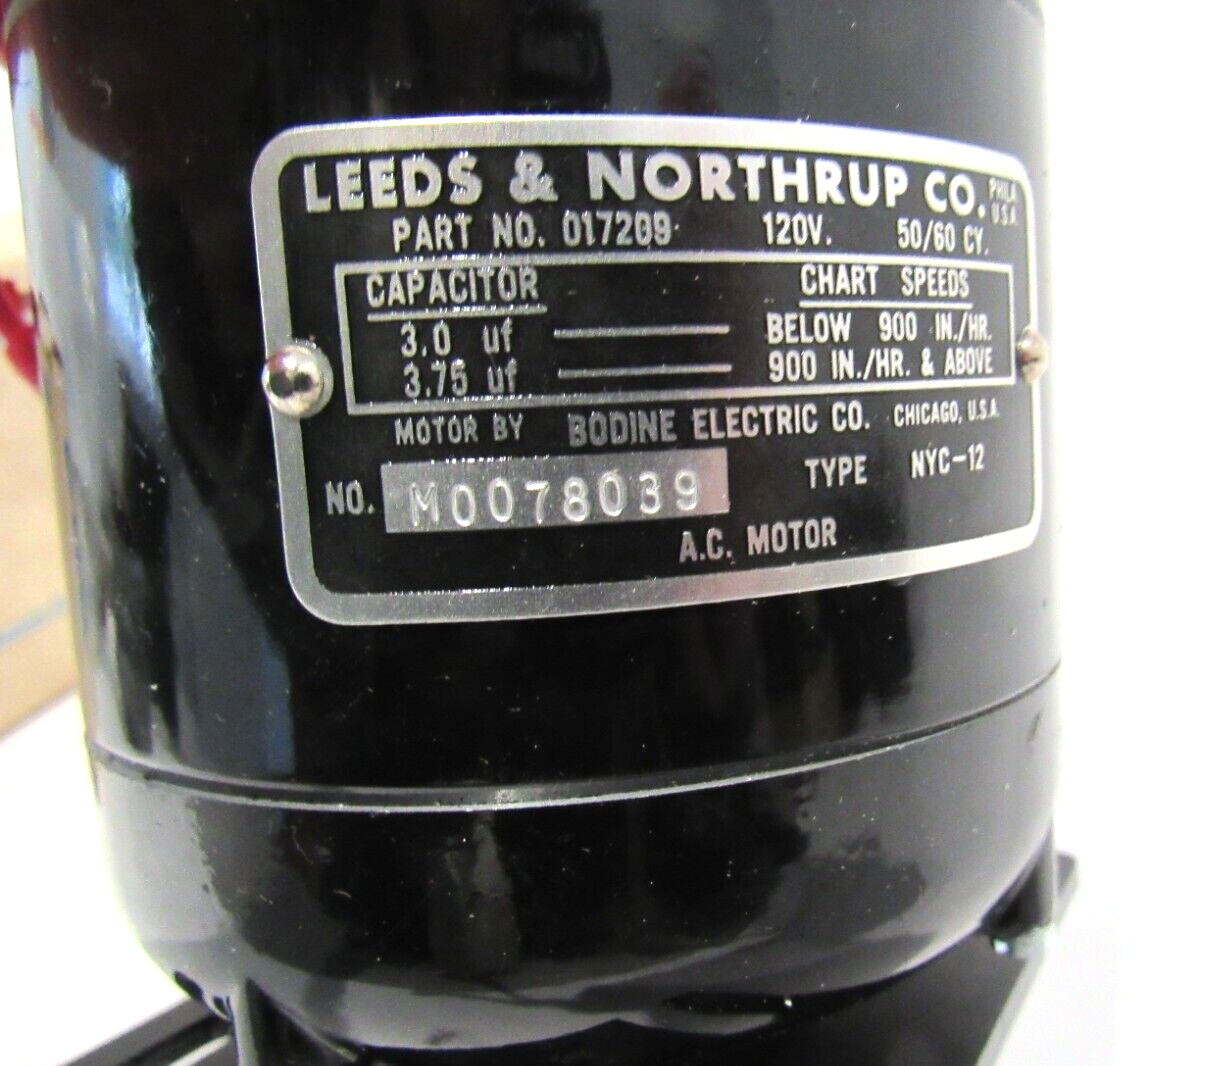 LEEDS & NORTHRUP CO. PHILA U.S.A.
PART NO. 017209 120V. 50/60 CY.
CAPACITOR CHART SPEEDS
3.0 uf BELOW 900 IN./HR.
3.75 uf 900 IN./HR. & ABOVE
MOTOR BY BODINE ELECTRIC CO. CHICAGO, U.S.A.
NO. M0078039 TYPE NYC-12
A.C. MOTOR